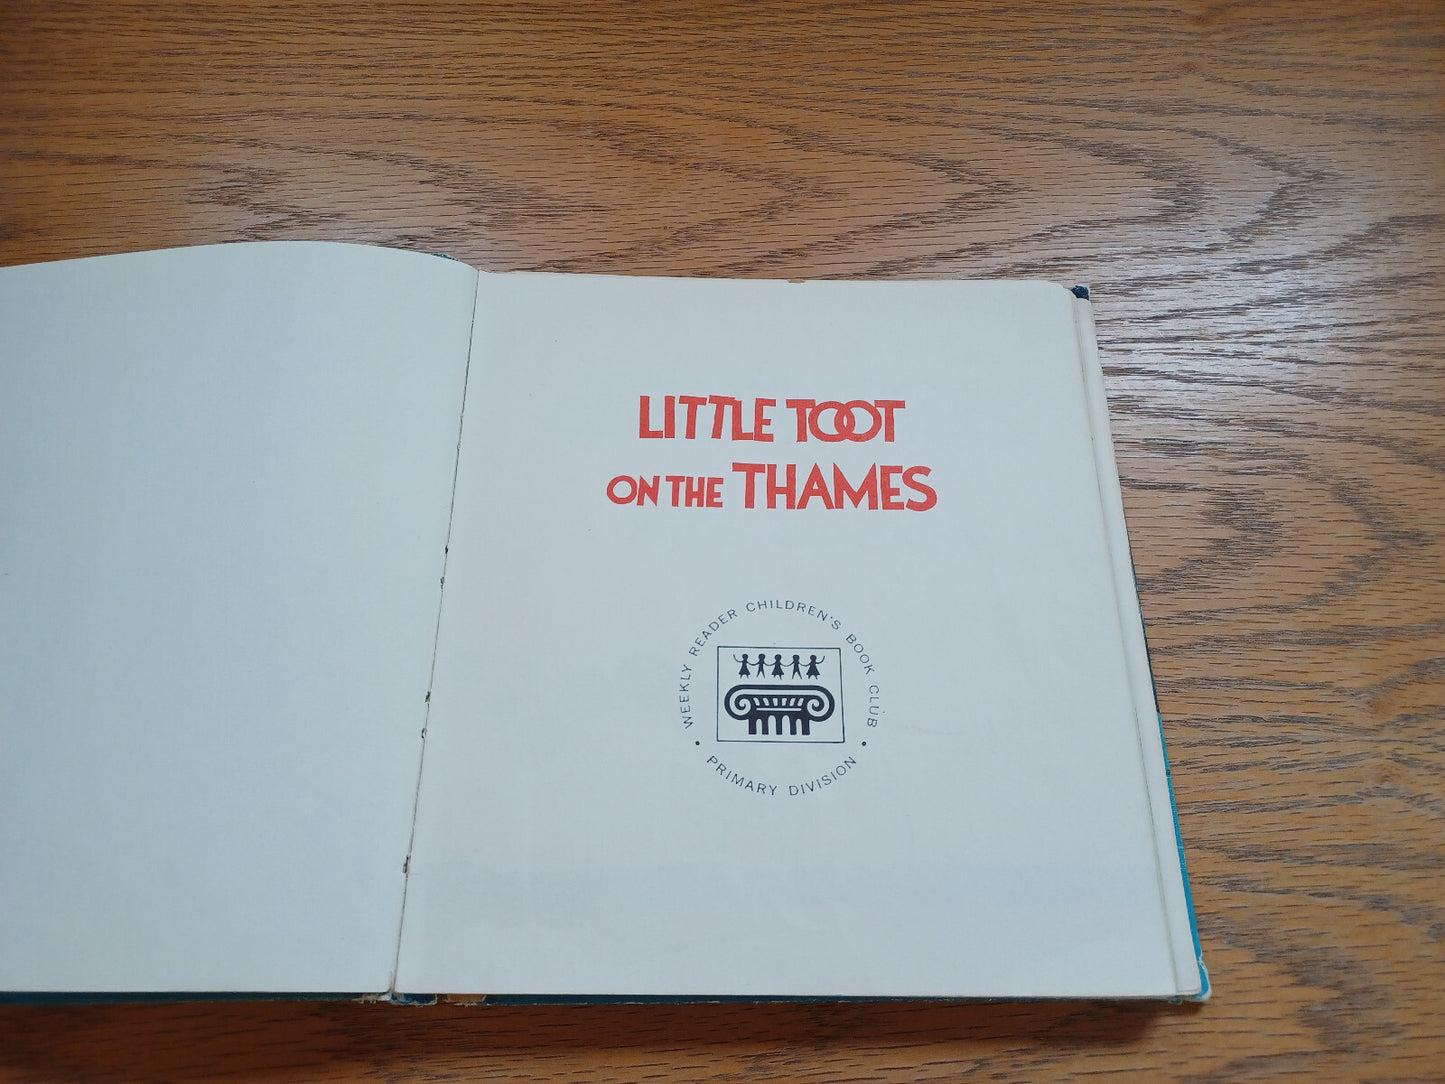 LITTLE TOOT
ON THE THAMES
WEEKLY READER CHILDREN'S BOOK CLUB
• PRIMARY DIVISION •